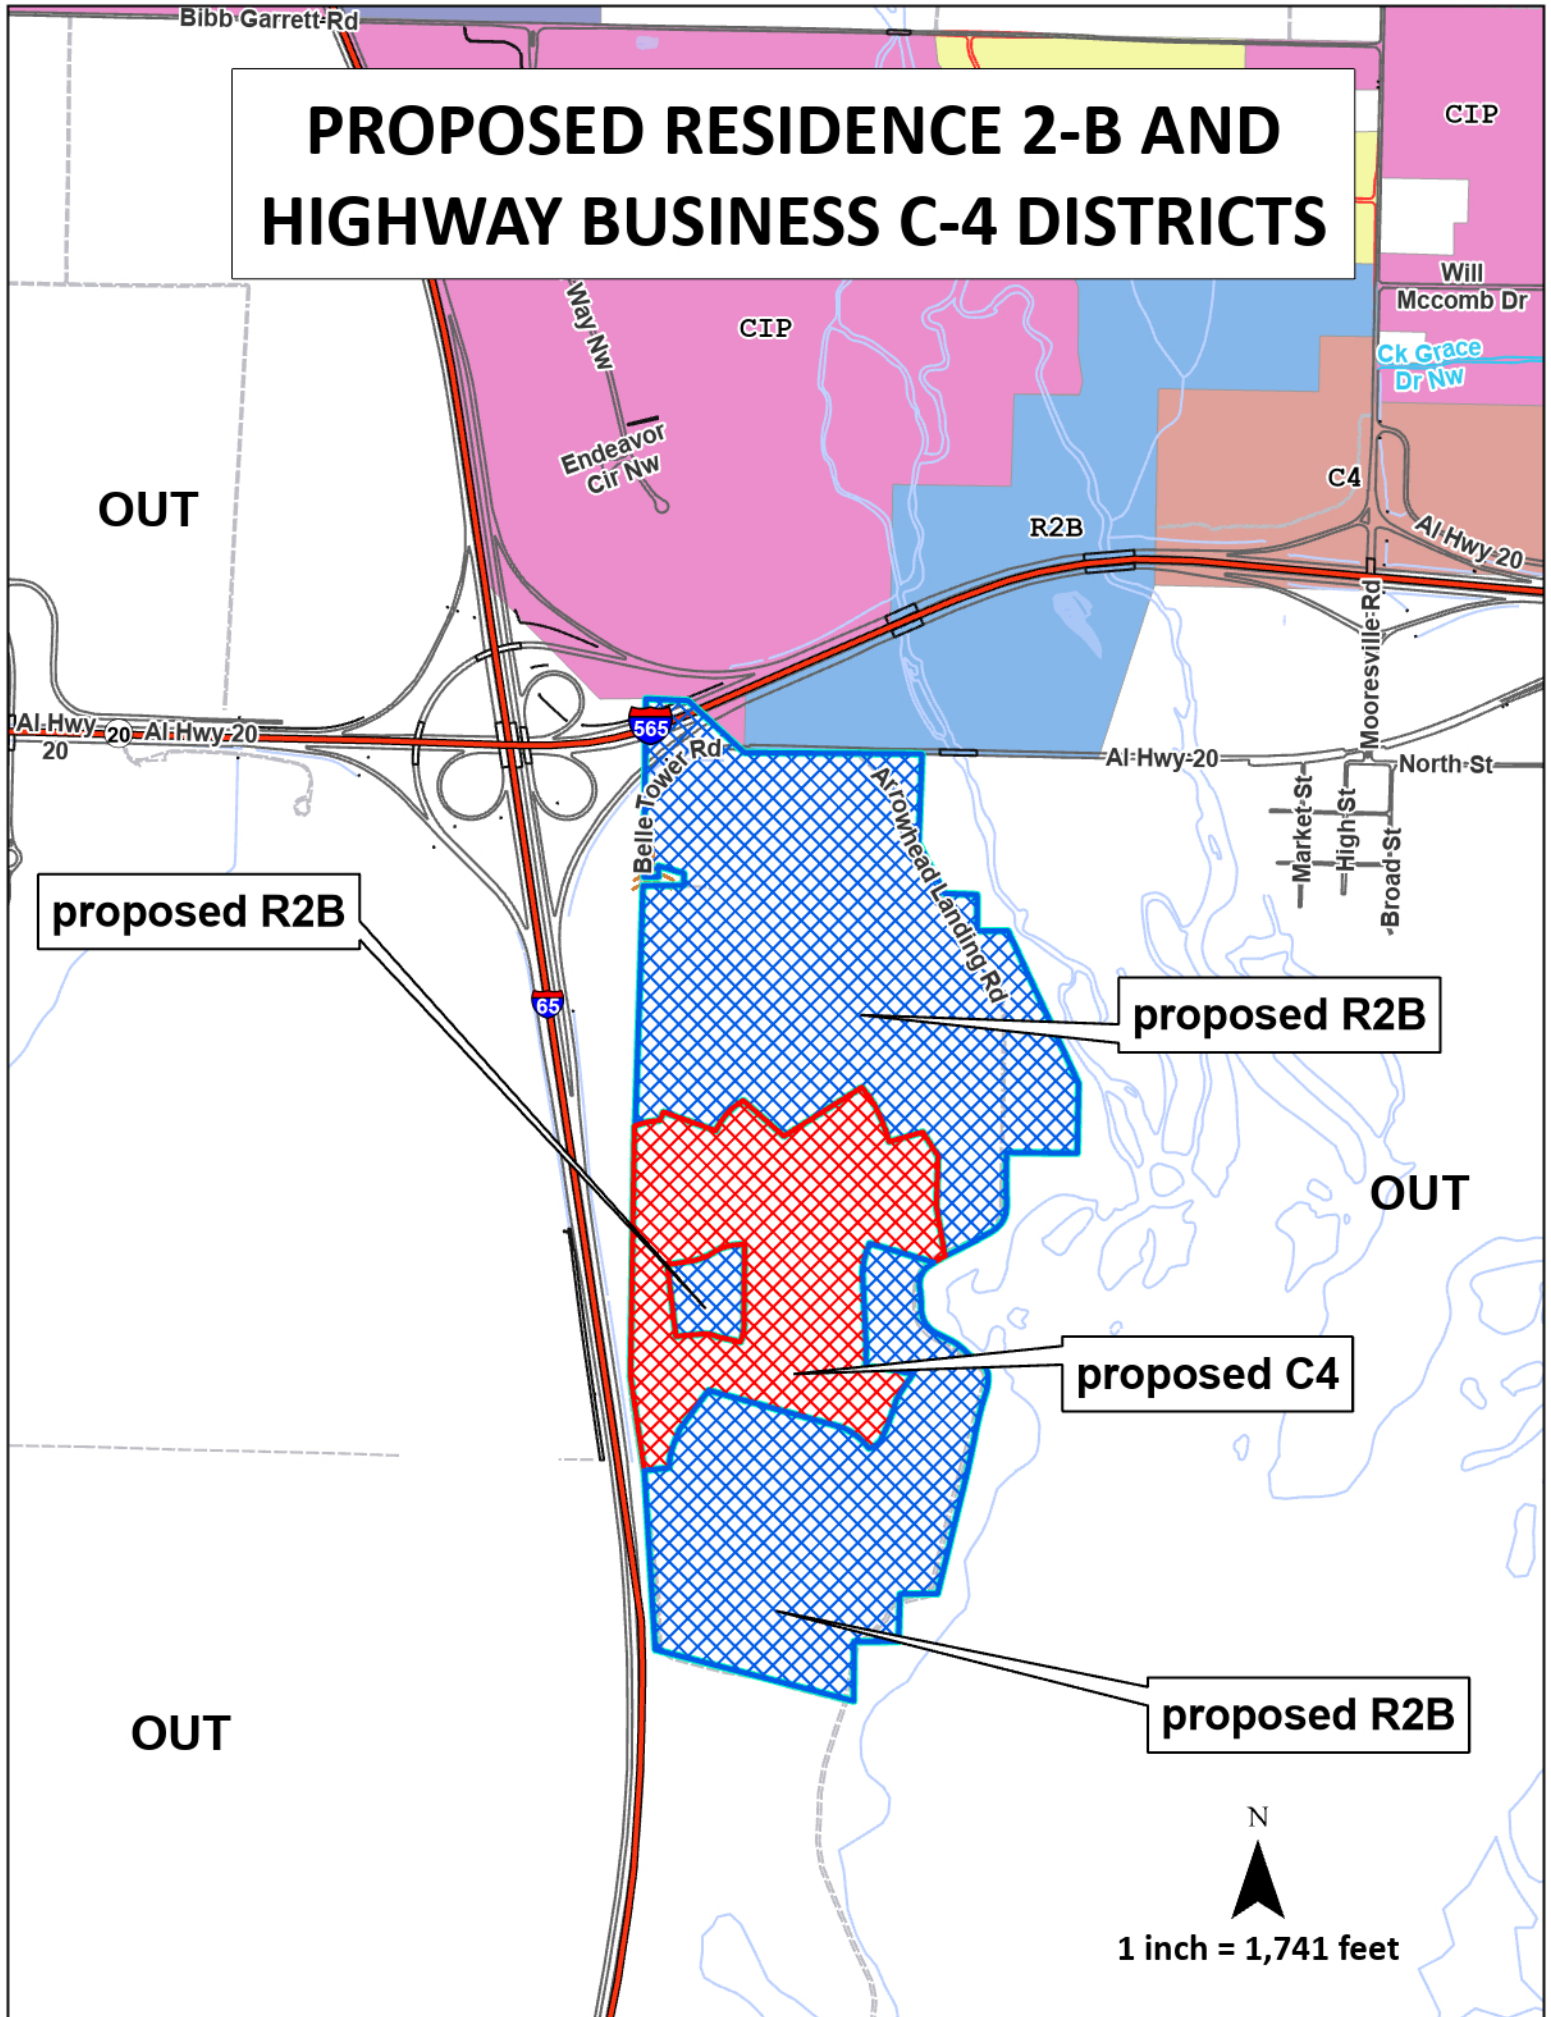 Bibb Garrett Rd
PROPOSED RESIDENCE 2-B AND
HIGHWAY BUSINESS C-4 DISTRICTS
CIP
Will
Mccomb Dr
Way Nw
CIP
Ck Grace
Dr Nw
Endeavor
Cir Nw
C4
OUT
R2B
Al Hwy 20
Mooresville Rd
565
Al Hwy
20
20
Al Hwy 20
Belle Tower Rd
Al Hwy 20
North St
Arrowhead Landing Rd
Market St
High St
Broad St
proposed R2B
65
proposed R2B
OUT
proposed C4
proposed R2B
OUT
N
1 inch = 1,741 feet